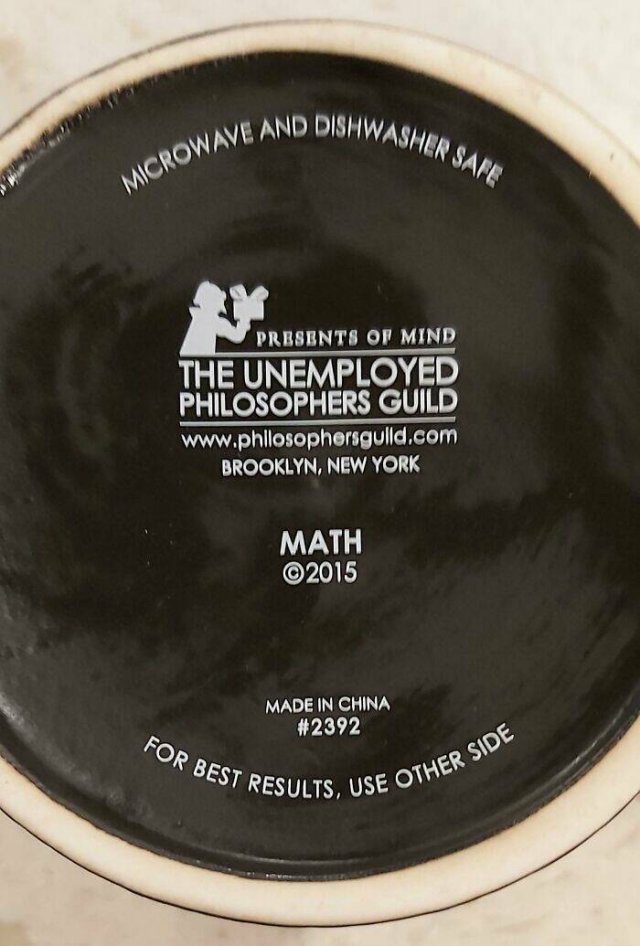 MICROWAVE AND DISHWASHER SAFE
PRESENTS OF MIND
THE UNEMPLOYED
PHILOSOPHERS GUILD
www.philosophersguild.com
BROOKLYN, NEW YORK
MATH
©2015
MADE IN CHINA
#2392
FOR BEST RESULTS, USE OTHER SIDE